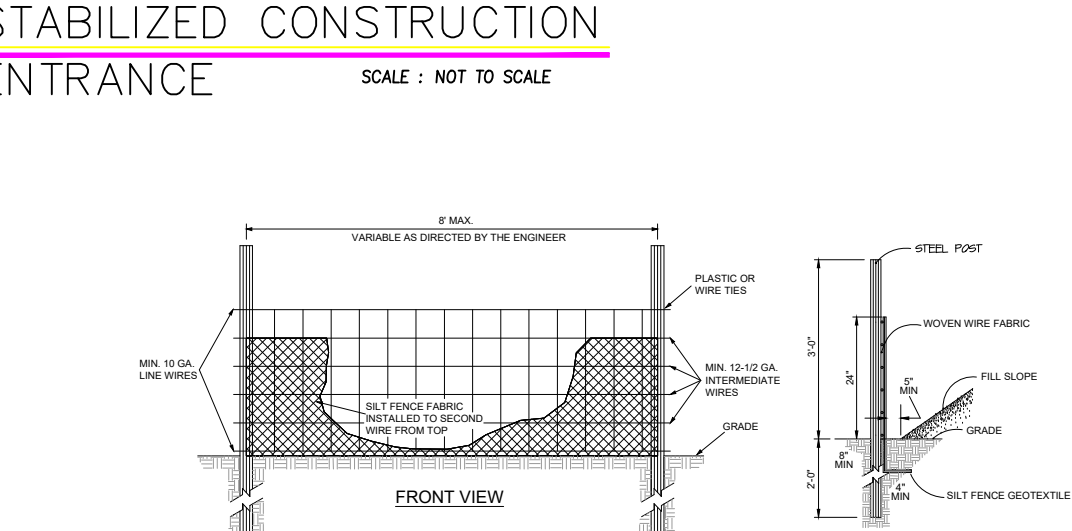 STABILIZED CONSTRUCTION
ENTRANCE
SCALE : NOT TO SCALE
8' MAX.
VARIABLE AS DIRECTED BY THE ENGINEER
PLASTIC OR
WIRE TIES
MIN. 10 GA.
LINE WIRES
MIN. 12-1/2 GA.
INTERMEDIATE
WIRES
SILT FENCE FABRIC
INSTALLED TO SECOND
WIRE FROM TOP
GRADE
FRONT VIEW
STEEL POST
WOVEN WIRE FABRIC
3'-0"
24"
5"
MIN
FILL SLOPE
GRADE
8"
MIN
2'-0"
4"
MIN
SILT FENCE GEOTEXTILE